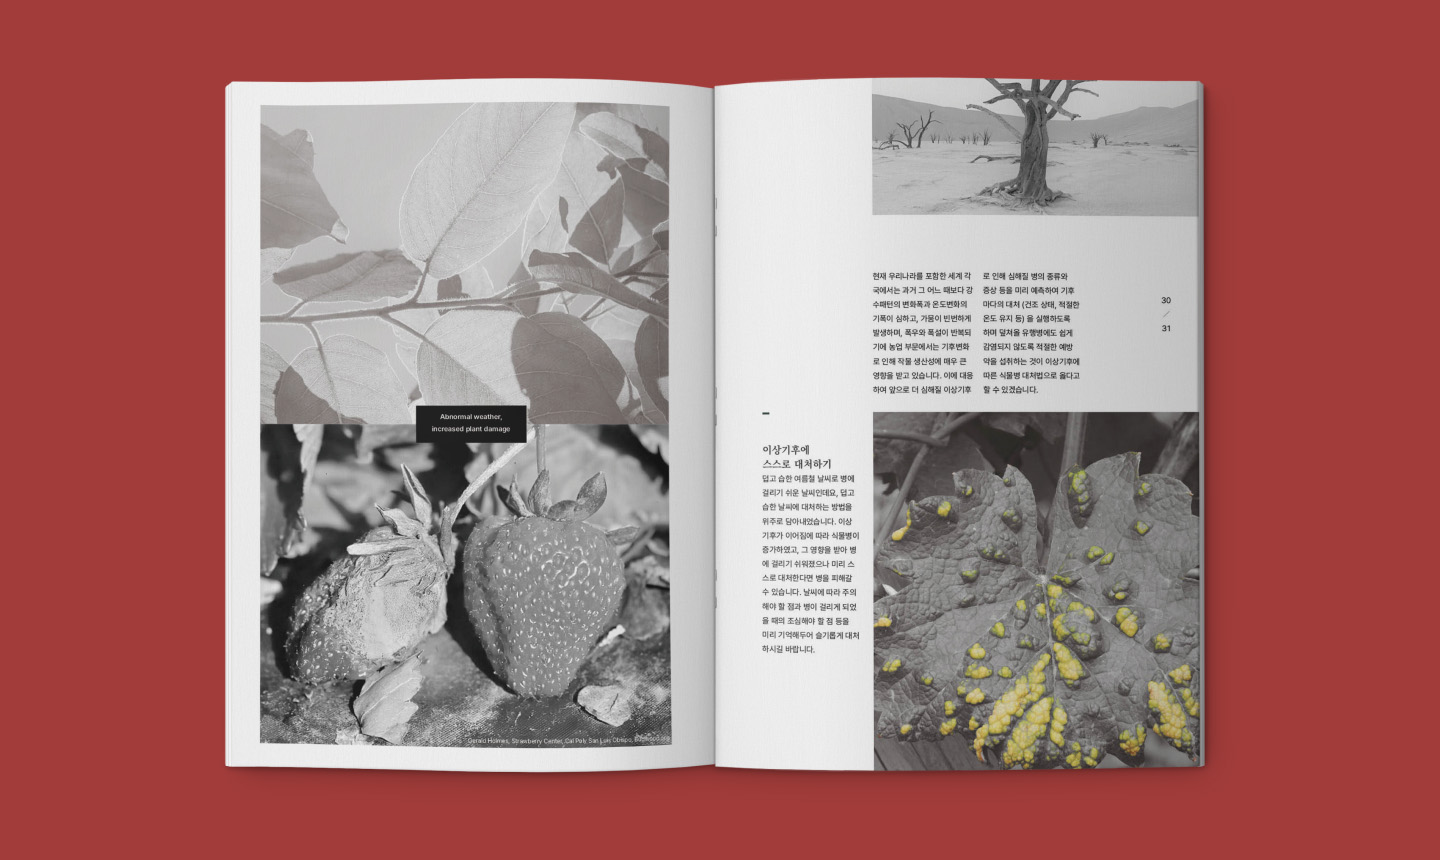 Abnormal weather,
increased plant damage
Gerald Holmes, Strawberry Center, Cal Poly San Luis Obispo, Bugwood.org
현재 우리나라를 포함한 세계 각
국에서는 과거 그 어느 때보다 강
수패턴의 변화폭과 온도변화의
기폭이 심하고, 가뭄이 빈번하게
발생하며, 폭우와 폭설이 반복되
기에 농업 부문에서는 기후변화
로 인해 작물 생산성에 매우 큰
영향을 받고 있습니다. 이에 대응
하여 앞으로 더 심해질 이상기후
로 인해 심해질 병의 종류와
증상 등을 미리 예측하여 기후
마다의 대처 (건조 상태, 적절한
온도 유지 등) 을 실행하도록
하며 닥쳐올 유행병에도 쉽게
감염되지 않도록 적절한 예방
약을 섭취하는 것이 이상기후에
따른 식물병 대처법으로 옳다고
할 수 있겠습니다.
30
/
31
이상기후에
스스로 대처하기
덥고 습한 여름철 날씨로 병에
걸리기 쉬운 날씨인데요, 덥고
습한 날씨에 대처하는 방법을
위주로 담아내었습니다. 이상
기후가 이어짐에 따라 식물병이
증가하였고, 그 영향을 받아 병
에 걸리기 쉬워졌으나 미리 스
스로 대처한다면 병을 피해갈
수 있습니다. 날씨에 따라 주의
해야 할 점과 병이 걸리게 되었
을 때의 조심해야 할 점 등을
미리 기억해두어 슬기롭게 대처
하시길 바랍니다.